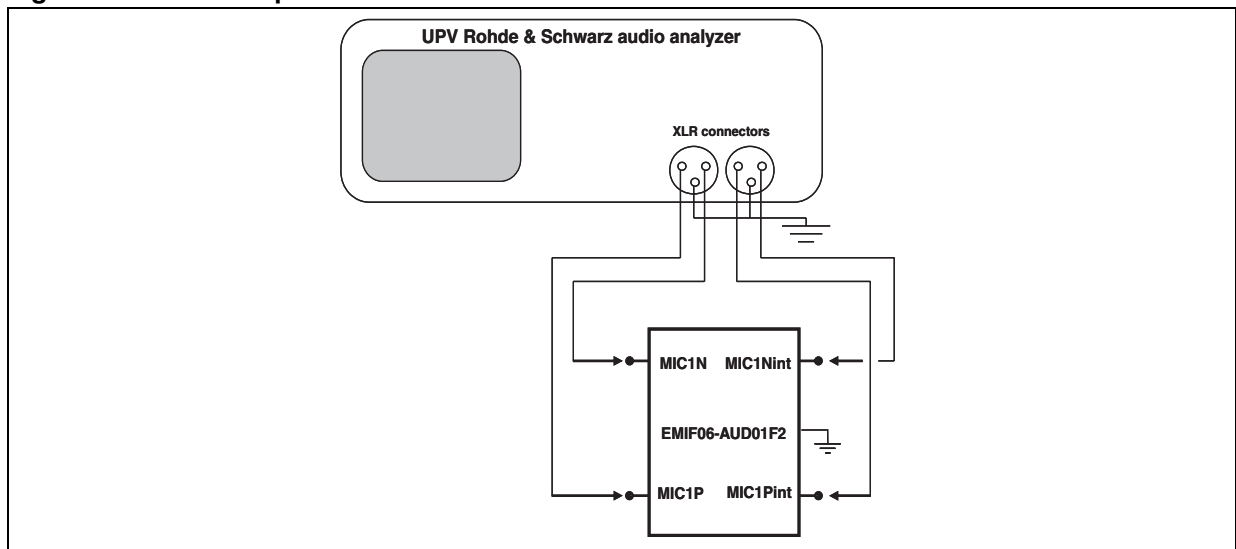 UPV Rohde & Schwarz audio analyzer
XLR connectors
MIC1N MIC1Nint
EMIF06-AUD01F2
MIC1P MIC1Pint